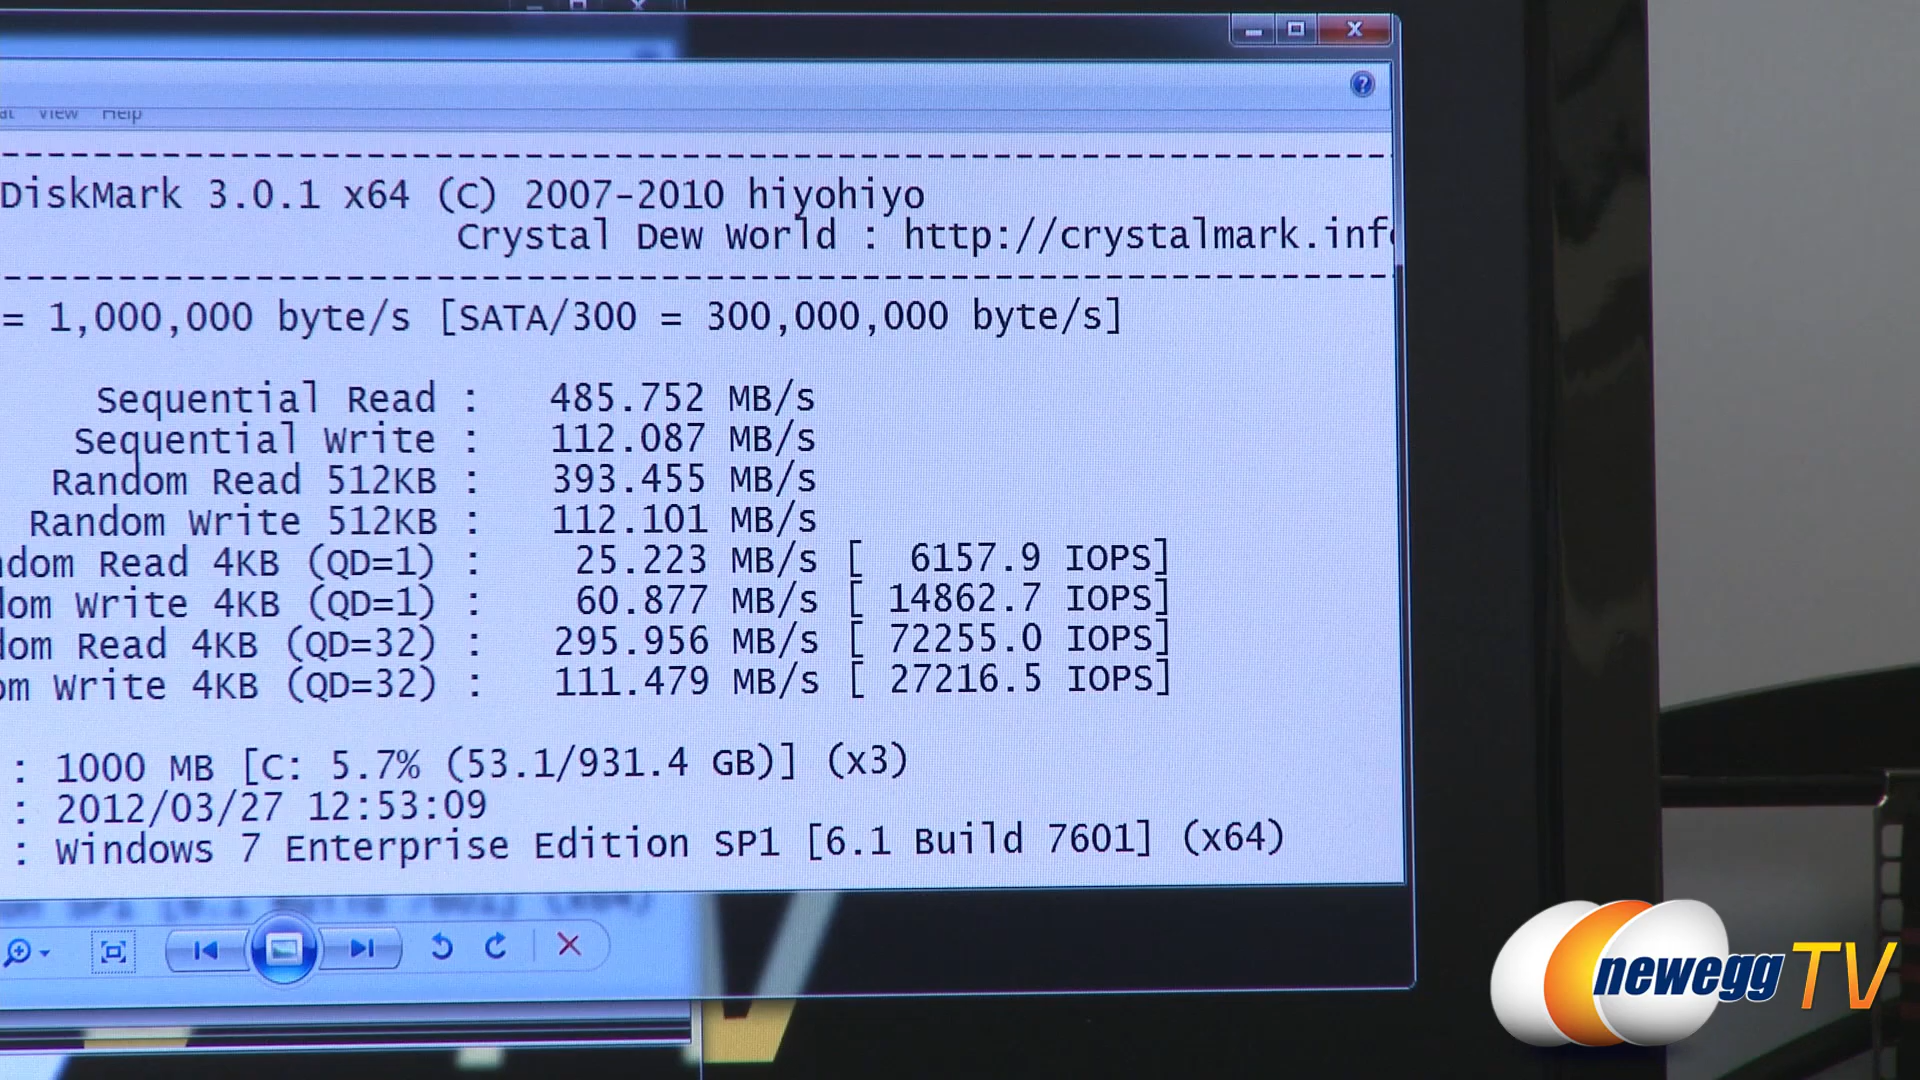 View Help
DiskMark 3.0.1 x64 (C) 2007-2010 hiyohiyo
Crystal Dew World : http://crystalmark.info
= 1,000,000 byte/s [SATA/300 = 300,000,000 byte/s]
Sequential Read : 485.752 MB/s
Sequential Write : 112.087 MB/s
Random Read 512KB : 393.455 MB/s
Random Write 512KB : 112.101 MB/s
ndom Read 4KB (QD=1) : 25.223 MB/s [ 6157.9 IOPS]
dom Write 4KB (QD=1) : 60.877 MB/s [ 14862.7 IOPS]
dom Read 4KB (QD=32) : 295.956 MB/s [ 72255.0 IOPS]
om Write 4KB (QD=32) : 111.479 MB/s [ 27216.5 IOPS]
: 1000 MB [C: 5.7% (53.1/931.4 GB)] (x3)
: 2012/03/27 12:53:09
: Windows 7 Enterprise Edition SP1 [6.1 Build 7601] (x64)
newegg TV